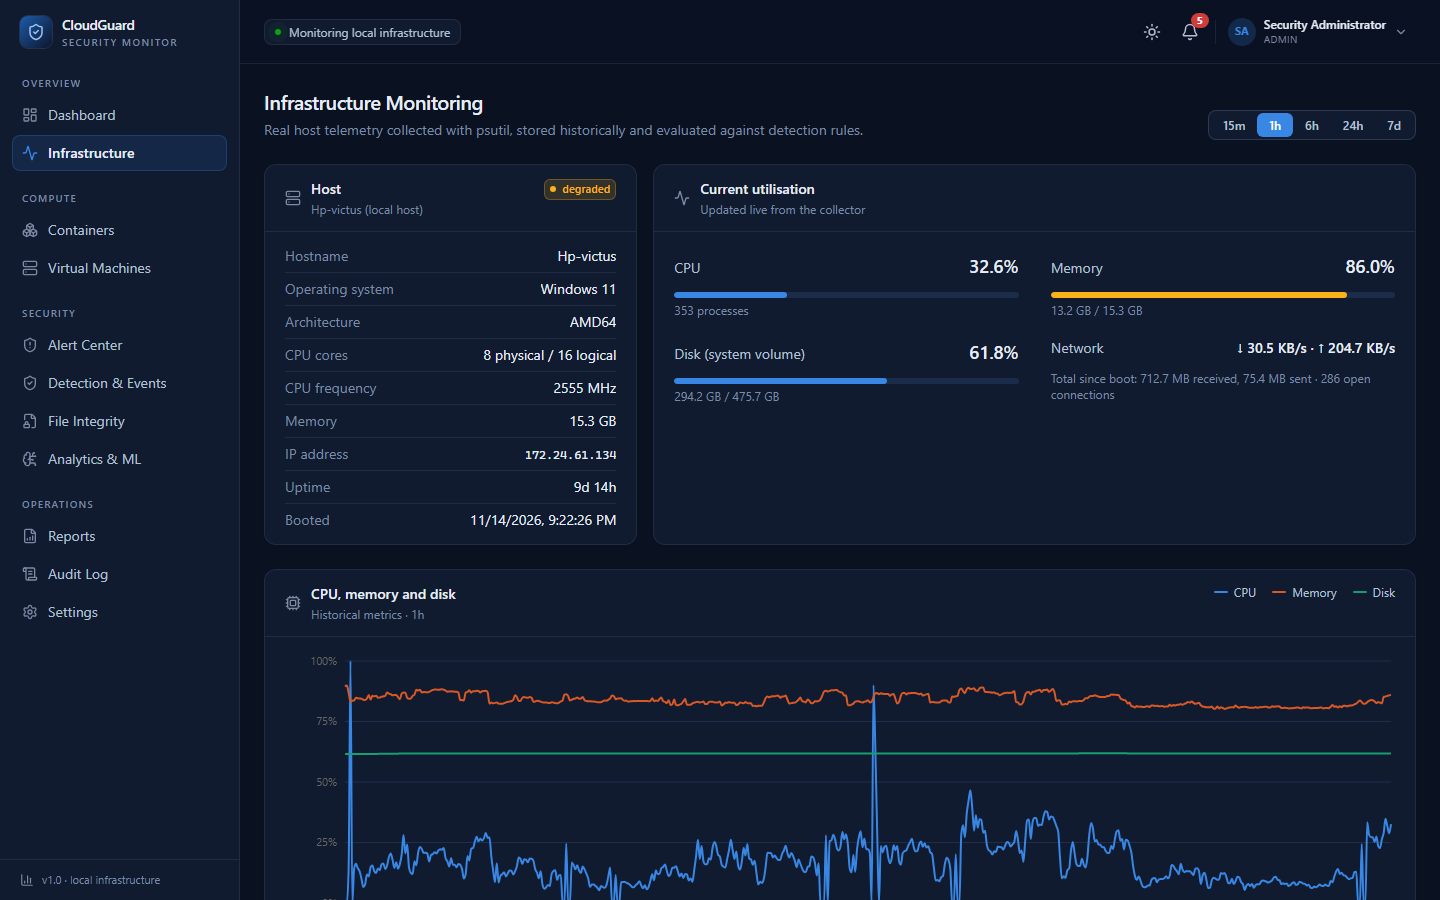 CloudGuard
SECURITY MONITOR
OVERVIEW
Dashboard
Infrastructure
COMPUTE
Containers
Virtual Machines
SECURITY
Alert Center
Detection & Events
File Integrity
Analytics & ML
OPERATIONS
Reports
Audit Log
Settings
v1.0 · local infrastructure
Monitoring local infrastructure
5
SA
Security Administrator
ADMIN
Infrastructure Monitoring
Real host telemetry collected with psutil, stored historically and evaluated against detection rules.
15m 1h 6h 24h 7d
Host
degraded
Hp-victus (local host)
Hostname Hp-victus
Operating system Windows 11
Architecture AMD64
CPU cores 8 physical / 16 logical
CPU frequency 2555 MHz
Memory 15.3 GB
IP address 172.24.61.134
Uptime 9d 14h
Booted 11/14/2026, 9:22:26 PM
Current utilisation
Updated live from the collector
CPU 32.6%
353 processes
Memory 86.0%
13.2 GB / 15.3 GB
Disk (system volume) 61.8%
294.2 GB / 475.7 GB
Network ↓ 30.5 KB/s · ↑ 204.7 KB/s
Total since boot: 712.7 MB received, 75.4 MB sent · 286 open
connections
CPU, memory and disk
Historical metrics · 1h
CPU Memory Disk
100%
75%
50%
25%